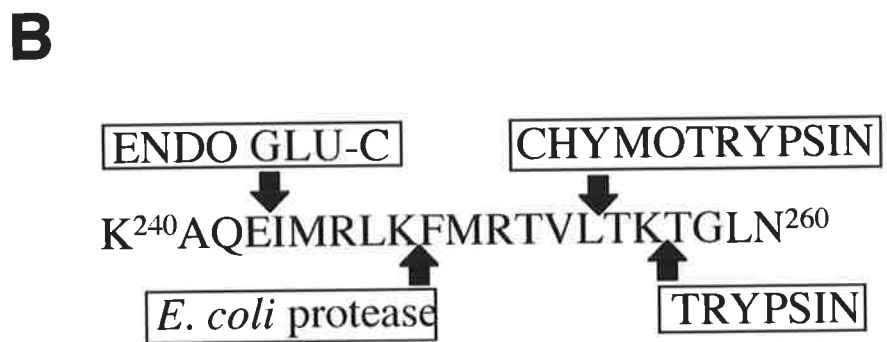 B
ENDO GLU-C CHYMOTRYPSIN
K²⁴⁰AQEIMRLKFMRTVLTKTGLN²⁶⁰
E. coli protease TRYPSIN